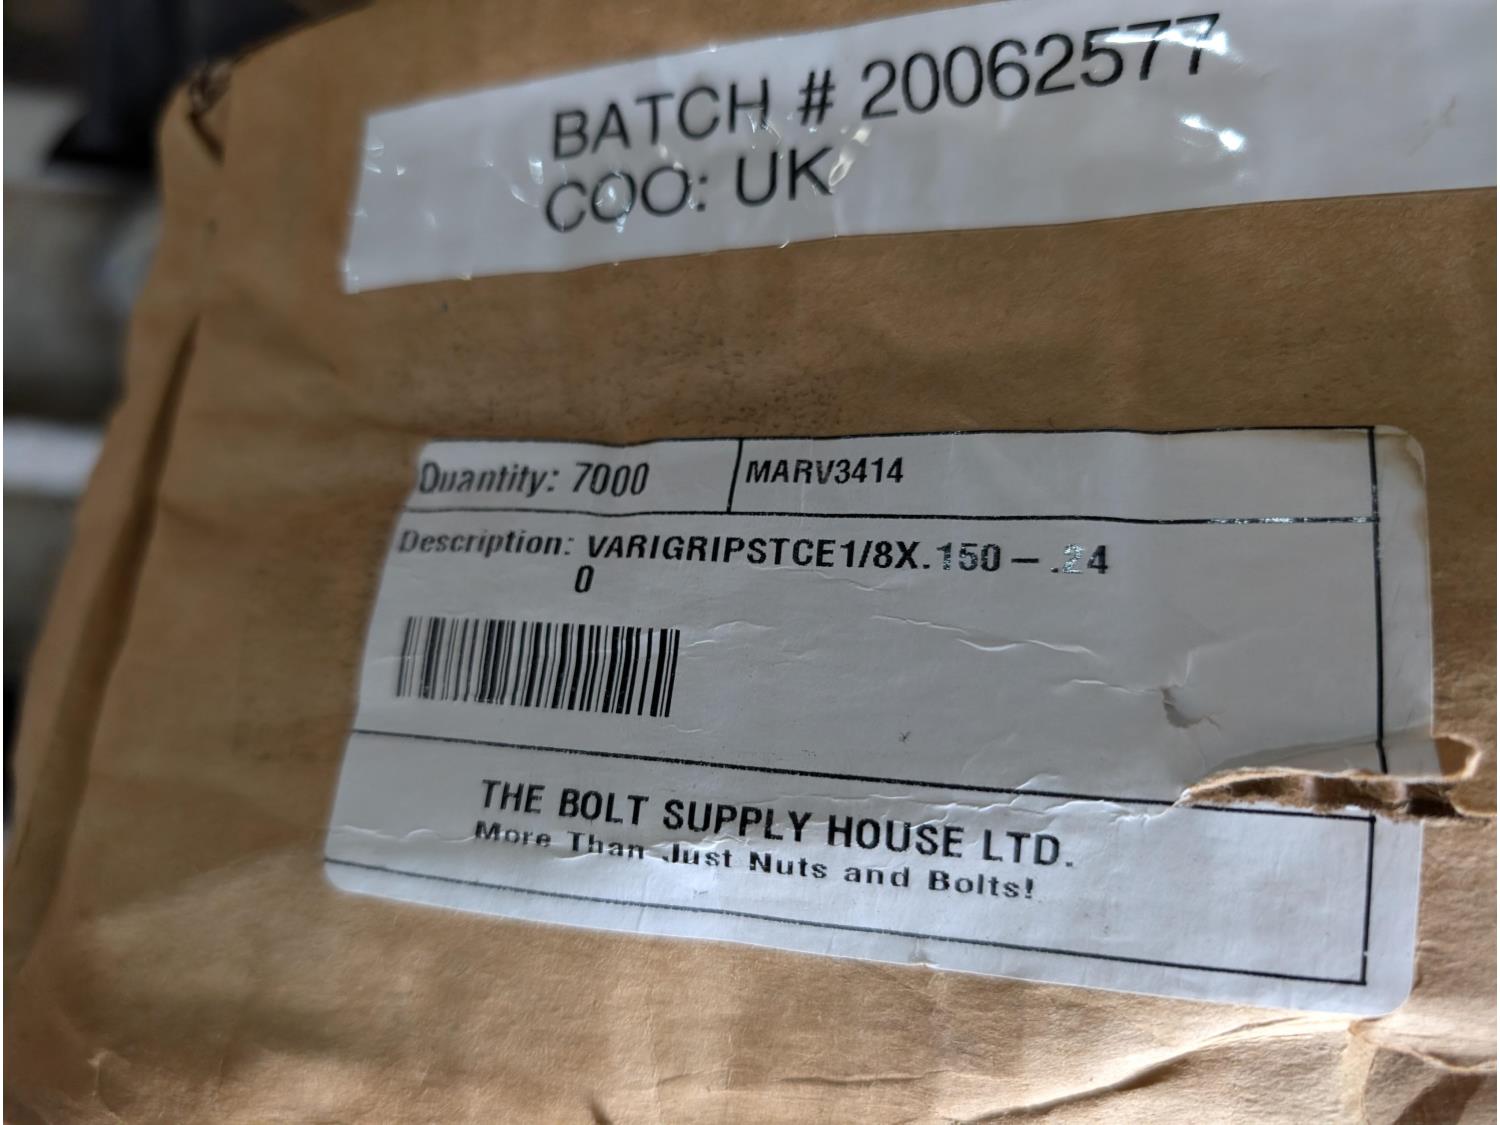 BATCH # 20062577
COO: UK
Quantity: 7000
MARV3414
Description: VARIGRIPSTCE1/8X.150 – .24
0
THE BOLT SUPPLY HOUSE LTD.
More Than Just Nuts and Bolts!